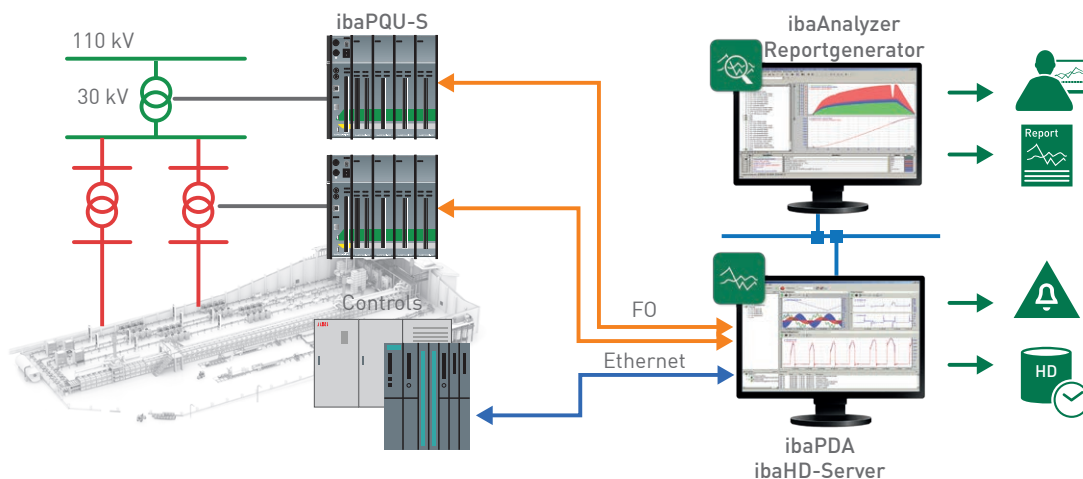 ibaPQU-S
110 kV
30 kV
Controls
FO
Ethernet
ibaAnalyzer
Reportgenerator
Report
HD
ibaPDA
ibaHD-Server